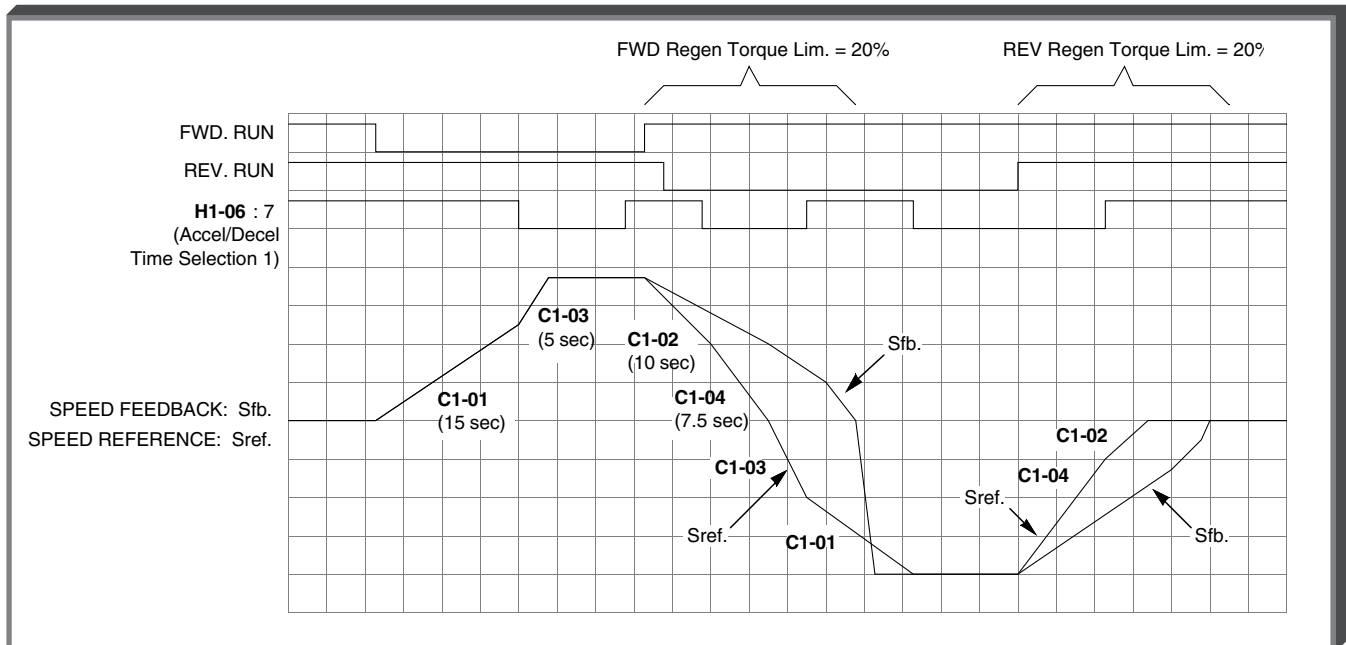 FWD Regen Torque Lim. = 20%
REV Regen Torque Lim. = 20%
FWD. RUN
REV. RUN
H1-06 : 7
(Accel/Decel
Time Selection 1)
C1-03
(5 sec)
C1-02
(10 sec)
Sfb.
C1-01
(15 sec)
C1-04
(7.5 sec)
SPEED FEEDBACK: Sfb.
SPEED REFERENCE: Sref.
C1-02
C1-03
C1-04
Sref.
Sref.
C1-01
Sfb.